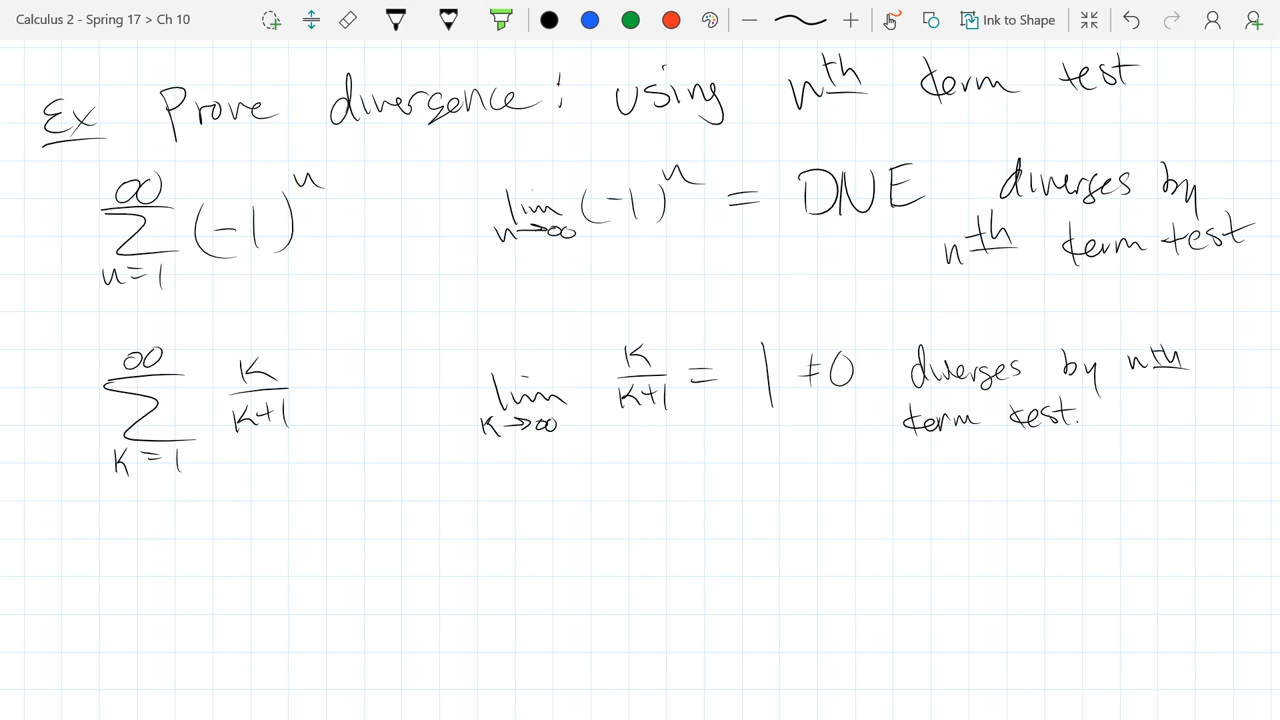 Calculus 2 - Spring 17 > Ch 10
Ink to Shape
Ex Prove divergence! using nth term test
∞ ∑ n=1 (-1)^n lim n→∞ (-1)^n = DNE diverges by
nth term test
∞ ∑ K=1 K/(K+1) lim K→∞ K/(K+1) = 1 ≠0 diverges by nth
term test.